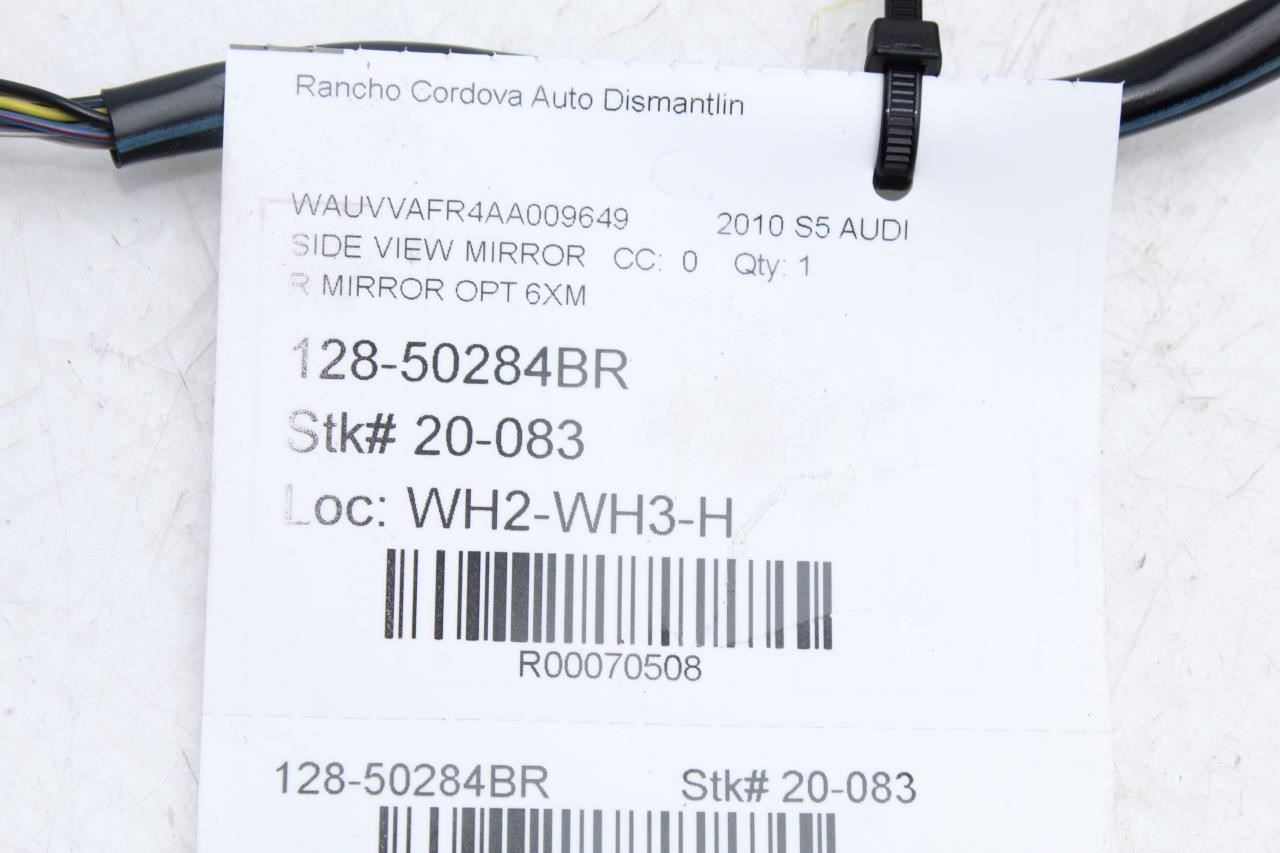 Rancho Cordova Auto Dismantlin
WAUVVAFR4AA009649 2010 S5 AUDI
SIDE VIEW MIRROR CC: 0 Qty: 1
R MIRROR OPT 6XM
128-50284BR
Stk# 20-083
Loc: WH2-WH3-H
R00070508
128-50284BR Stk# 20-083